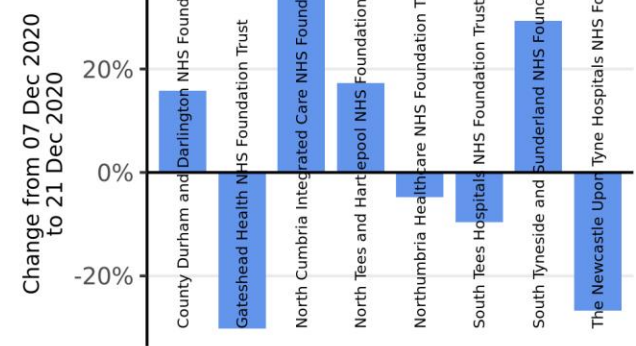 Change from 07 Dec 2020
to 21 Dec 2020
20%
0%
-20%
County Durham and Darlington NHS Found
Gateshead Health NHS Foundation Trust
North Cumbria Integrated Care NHS Found
North Tees and Hartlepool NHS Foundation
Northumbria Healthcare NHS Foundation T
South Tees Hospitals NHS Foundation Trust
South Tyneside and Sunderland NHS Found
The Newcastle Upon Tyne Hospitals NHS Fo